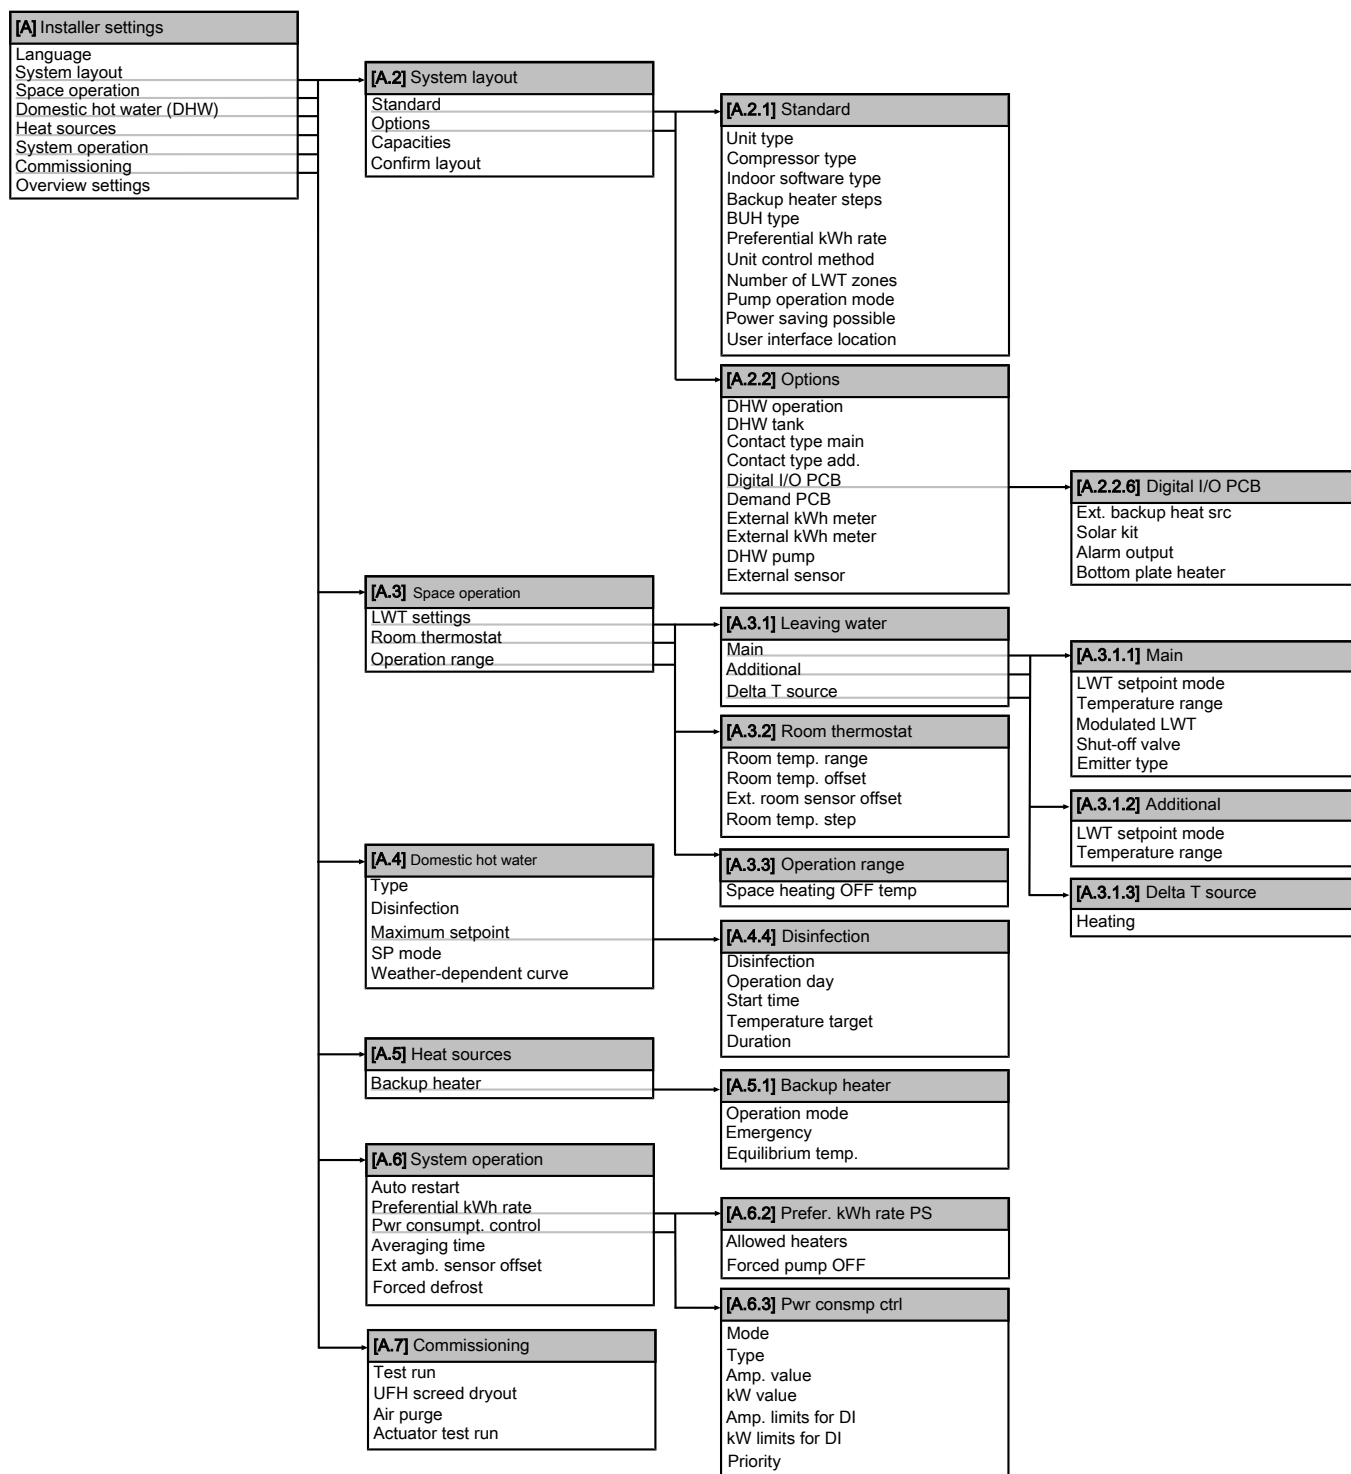 [A] Installer settings
Language
System layout
Space operation
Domestic hot water (DHW)
Heat sources
System operation
Commissioning
Overview settings
[A.2] System layout
Standard
Options
Capacities
Confirm layout
[A.2.1] Standard
Unit type
Compressor type
Indoor software type
Backup heater steps
BUH type
Preferential kWh rate
Unit control method
Number of LWT zones
Pump operation mode
Power saving possible
User interface location
[A.2.2] Options
DHW operation
DHW tank
Contact type main
Contact type add.
Digital I/O PCB
Demand PCB
External kWh meter
External kWh meter
DHW pump
External sensor
[A.2.2.6] Digital I/O PCB
Ext. backup heat src
Solar kit
Alarm output
Bottom plate heater
[A.3] Space operation
LWT settings
Room thermostat
Operation range
[A.3.1] Leaving water
Main
Additional
Delta T source
[A.3.1.1] Main
LWT setpoint mode
Temperature range
Modulated LWT
Shut-off valve
Emitter type
[A.3.1.2] Additional
LWT setpoint mode
Temperature range
[A.3.1.3] Delta T source
Heating
[A.3.2] Room thermostat
Room temp. range
Room temp. offset
Ext. room sensor offset
Room temp. step
[A.3.3] Operation range
Space heating OFF temp
[A.4] Domestic hot water
Type
Disinfection
Maximum setpoint
SP mode
Weather-dependent curve
[A.4.4] Disinfection
Disinfection
Operation day
Start time
Temperature target
Duration
[A.5] Heat sources
Backup heater
[A.5.1] Backup heater
Operation mode
Emergency
Equilibrium temp.
[A.6] System operation
Auto restart
Preferential kWh rate
Pwr consumpt. control
Averaging time
Ext amb. sensor offset
Forced defrost
[A.6.2] Prefer. kWh rate PS
Allowed heaters
Forced pump OFF
[A.6.3] Pwr consmp ctrl
Mode
Type
Amp. value
kW value
Amp. limits for DI
kW limits for DI
Priority
[A.7] Commissioning
Test run
UFH screed dryout
Air purge
Actuator test run